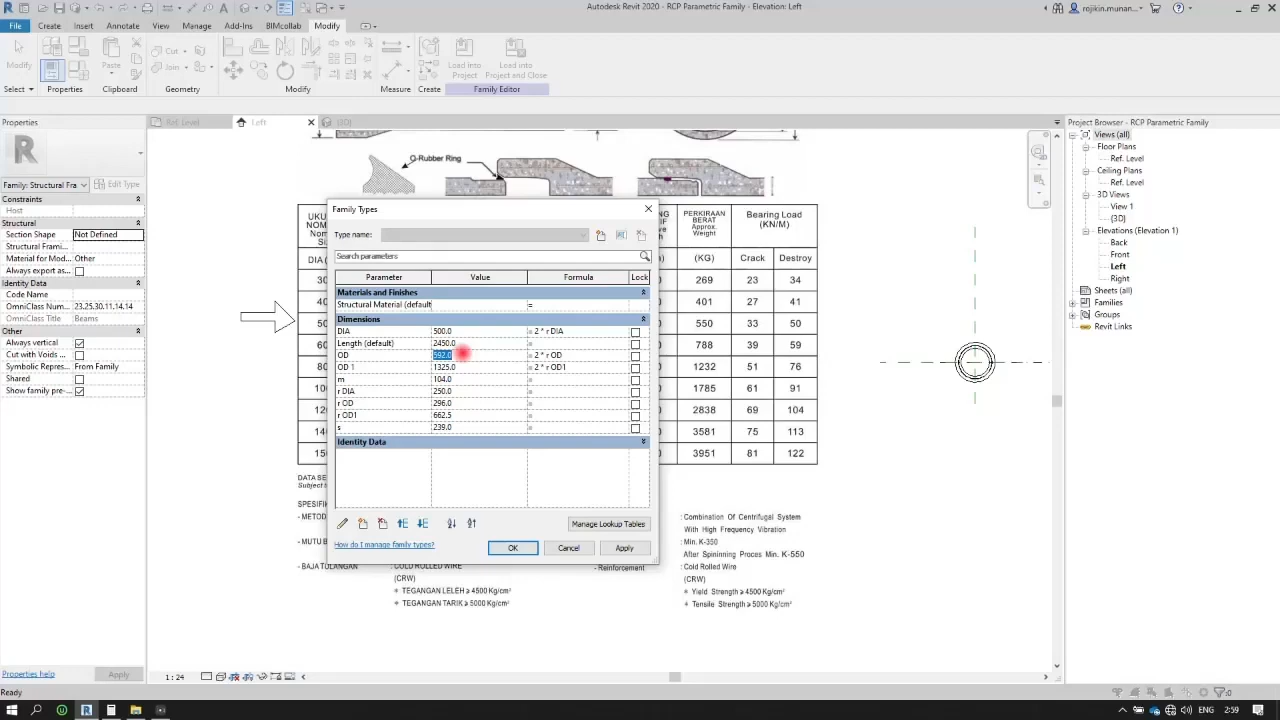 Autodesk Revit 2020 - RCP Parametric Family - Elevation: Left
rejikin.munan...
File Create Insert Annotate View Manage Add-Ins BIMcollab Modify
Modify
Paste
Cut
Join
Load into Project
Load into Project and Close
Select Properties Clipboard Geometry Modify Measure Create Family Editor
Properties
Ref. Level
Left
{3D}
Project Browser - RCP Parametric Family
Family: Structural Fra
Edit Type
Constraints
Host
Structural
Section Shape Not Defined
Structural Frami...
Material for Mod... Other
Always export as...
Identity Data
Code Name
OmniClass Num... 23.25.30.11.14.14
OmniClass Title Beams
Other
Always vertical
Cut with Voids ...
Symbolic Repres... From Family
Shared
Show family pre-...
Properties help
Apply
O-Rubber Ring
UKU
NOM
Nom
Siz
DIA
PERKIRAAN
BERAT
Approx.
Weight
Bearing Load
(KN/M)
(KG) Crack Destroy
269 23 34
401 27 41
550 33 50
788 39 59
1232 51 76
1785 61 91
2838 69 104
3581 75 113
3951 81 122
Family Types
Type name:
Search parameters
Parameter Value Formula Lock
Materials and Finishes
Structural Material (default =
Dimensions
DIA 500.0 = 2 * r DIA
Length (default) 2450.0 =
OD 592.0 = 2 * r OD
OD 1 1325.0 = 2 * r OD1
m 104.0 =
r DIA 250.0 =
r OD 296.0 =
r OD1 662.5 =
s 239.0 =
Identity Data
Manage Lookup Tables
How do I manage family types?
OK Cancel Apply
DATA SE
Subject t
SPESIFIK
- METOD
- MUTU B
- BAJA TULANGAN : COLD ROLLED WIRE
(CRW)
∗ TEGANGAN LELEH ⩾ 4500 Kg/cm²
∗ TEGANGAN TARIK ⩾ 5000 Kg/cm²
: Combination Of Centrifugal System
With High Frequency Vibration
: Min. K-350
After Spinining Proces Min. K-550
- Reinforcement : Cold Rolled Wire
(CRW)
∗ Yield Strength ⩾ 4500 Kg/cm²
∗ Tensile Strength ⩾ 5000 Kg/cm²
Views (all)
Floor Plans
Ref. Level
Ceiling Plans
Ref. Level
3D Views
View 1
{3D}
Elevations (Elevation 1)
Back
Front
Left
Right
Sheets (all)
Families
Groups
Revit Links
1 : 24
Ready
:0
ENG 2:59